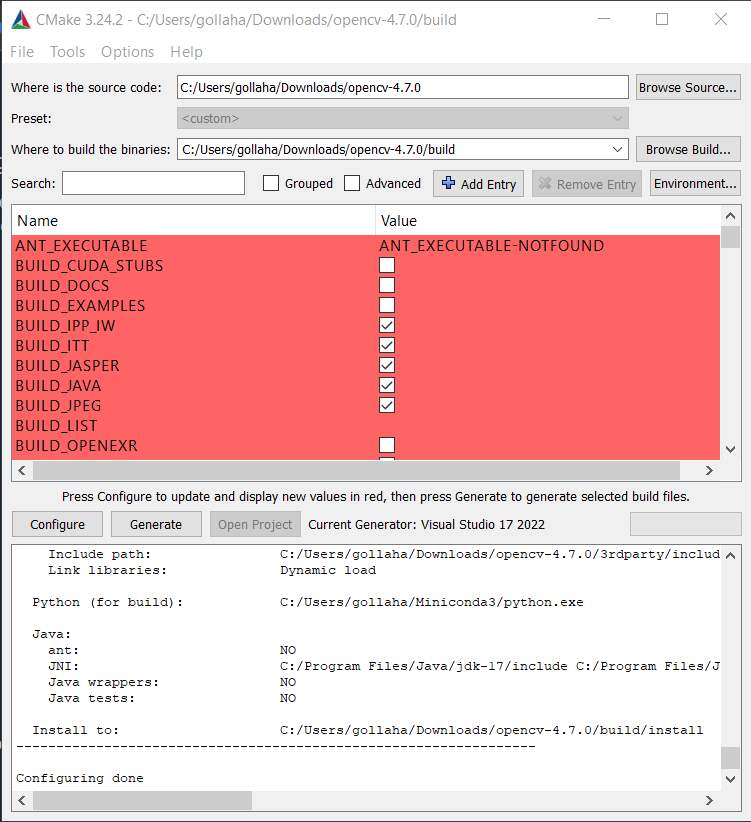 CMake 3.24.2 - C:/Users/gollaha/Downloads/opencv-4.7.0/build
File Tools Options Help
Where is the source code: C:/Users/gollaha/Downloads/opencv-4.7.0 Browse Source...
Preset: <custom>
Where to build the binaries: C:/Users/gollaha/Downloads/opencv-4.7.0/build Browse Build...
Search: Grouped Advanced Add Entry Remove Entry Environment...
Name Value
ANT_EXECUTABLE ANT_EXECUTABLE-NOTFOUND
BUILD_CUDA_STUBS
BUILD_DOCS
BUILD_EXAMPLES
BUILD_IPP_IW
BUILD_ITT
BUILD_JASPER
BUILD_JAVA
BUILD_JPEG
BUILD_LIST
BUILD_OPENEXR
Press Configure to update and display new values in red, then press Generate to generate selected build files.
Configure Generate Open Project Current Generator: Visual Studio 17 2022
Include path: C:/Users/gollaha/Downloads/opencv-4.7.0/3rdparty/includ
Link libraries: Dynamic load
Python (for build): C:/Users/gollaha/Miniconda3/python.exe
Java:
ant: NO
JNI: C:/Program Files/Java/jdk-17/include C:/Program Files/J
Java wrappers: NO
Java tests: NO
Install to: C:/Users/gollaha/Downloads/opencv-4.7.0/build/install
-----------------------------------------------------------------
Configuring done